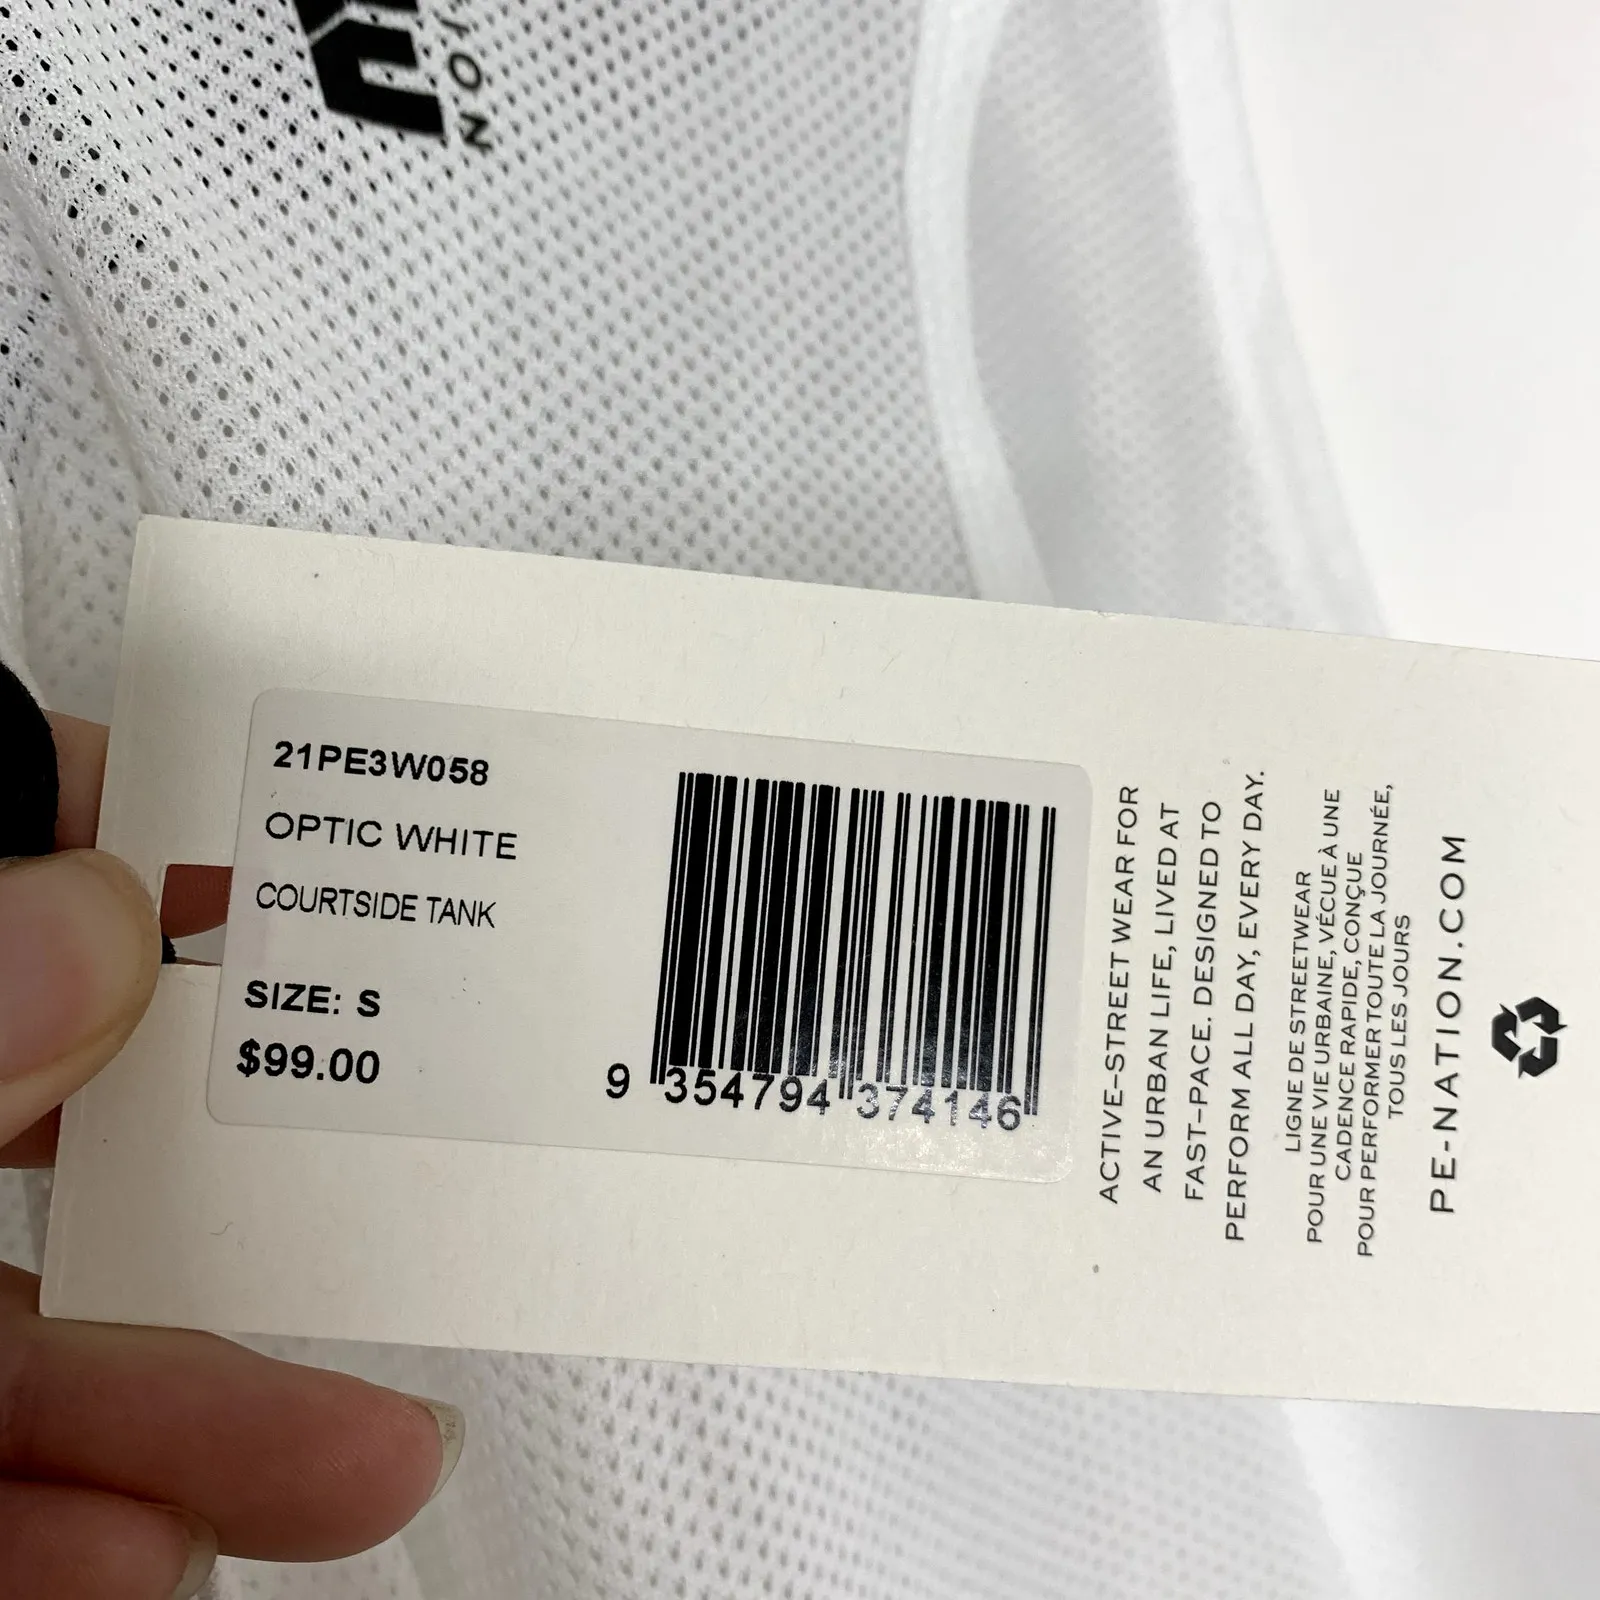 ION
21PE3W058
OPTIC WHITE
COURTSIDE TANK
SIZE: S
$99.00
9 354794 374146
ACTIVE-STREET WEAR FOR
AN URBAN LIFE, LIVED AT
FAST-PACE. DESIGNED TO
PERFORM ALL DAY, EVERY DAY.
LIGNE DE STREETWEAR
POUR UNE VIE URBAINE, VÉCUE À UNE
CADENCE RAPIDE, CONÇUE
POUR PERFORMER TOUTE LA JOURNÉE,
TOUS LES JOURS
PE-NATION.COM